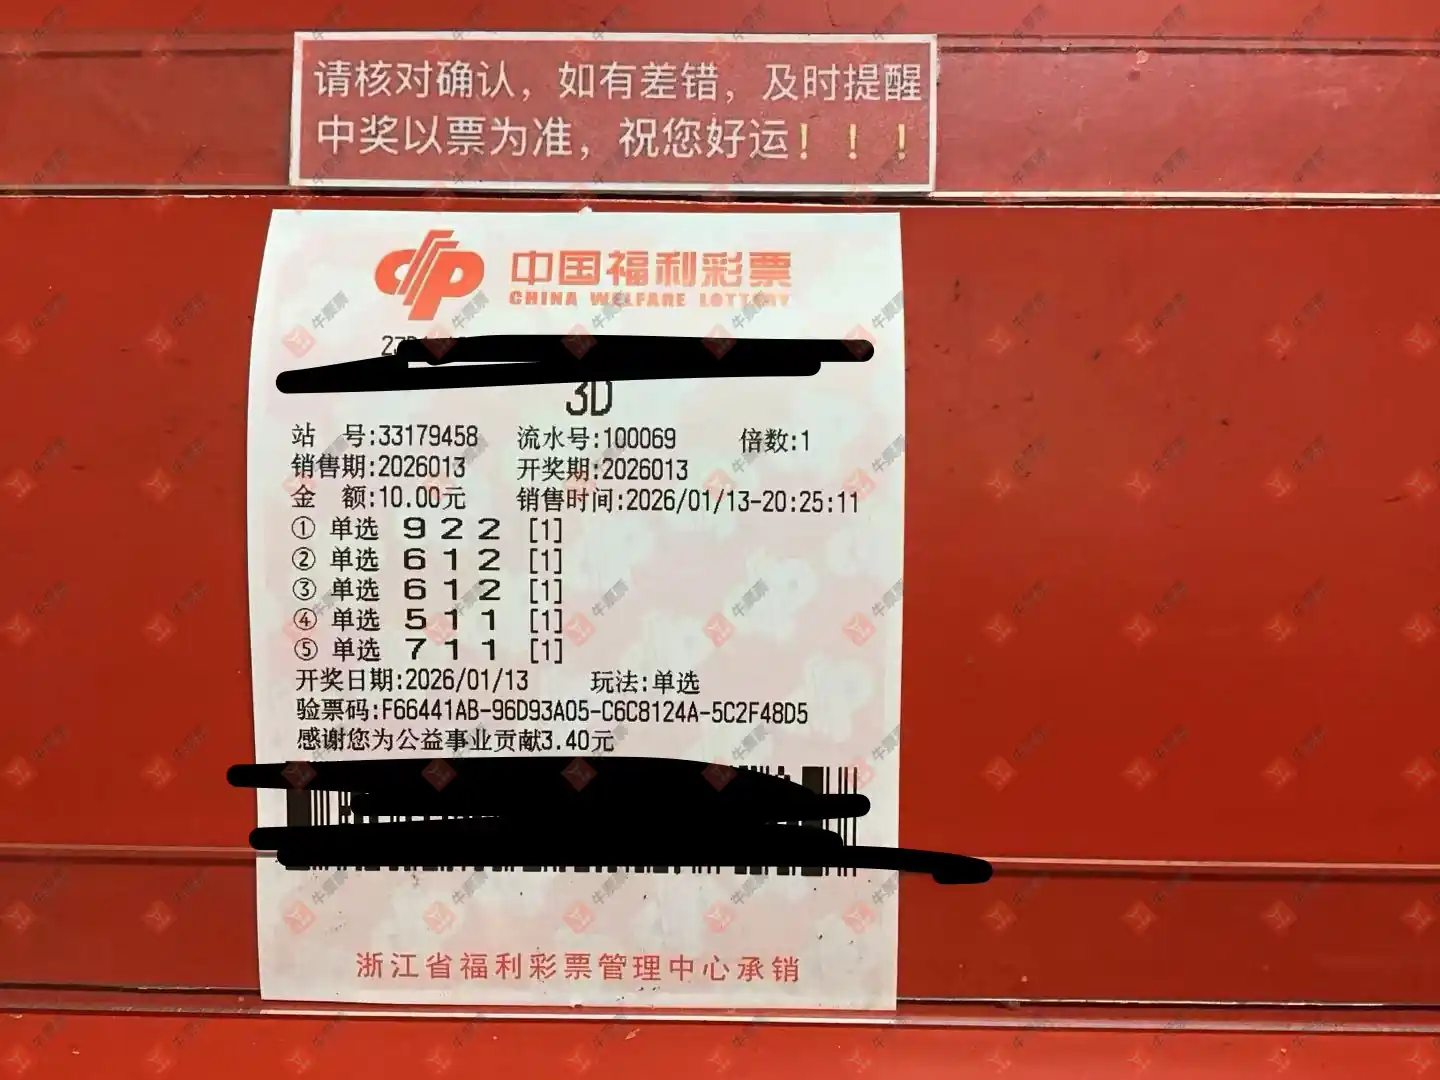 请核对确认，如有差错，及时提醒
中奖以票为准，祝您好运！！！
中国福利彩票
CHINA WELFARE LOTTERY
3D
站　号:33179458　流水号:100069　倍数:1
销售期:2026013　开奖期:2026013
金　额:10.00元　销售时间:2026/01/13-20:25:11
① 单选 9 2 2 [1]
② 单选 6 1 2 [1]
③ 单选 6 1 2 [1]
④ 单选 5 1 1 [1]
⑤ 单选 7 1 1 [1]
开奖日期:2026/01/13　玩法:单选
验票码:F66441AB-96D93A05-C6C8124A-5C2F48D5
感谢您为公益事业贡献3.40元
浙江省福利彩票管理中心承销